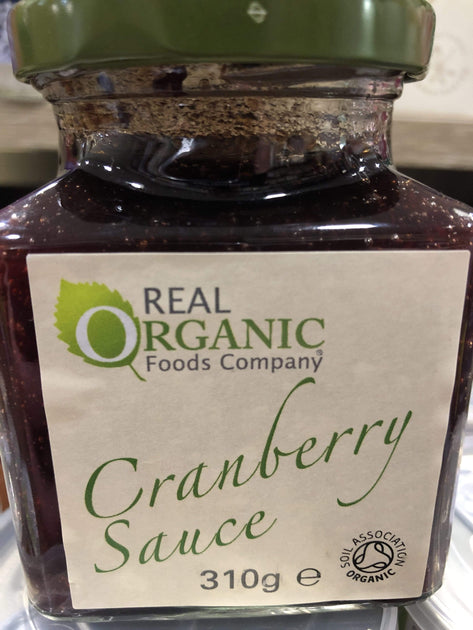 REAL
ORGANIC
Foods Company®
Cranberry
Sauce
310g ℮
SOIL ASSOCIATION
ORGANIC